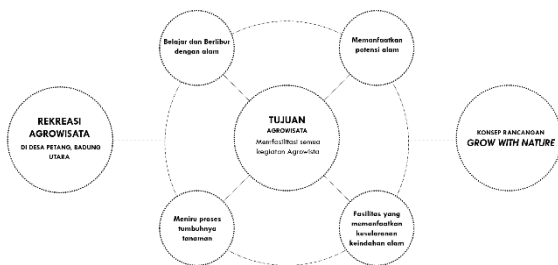 Belajar dan Berlibur
dengan alam
Memanfaatkan
potensi alam
REKREASI
AGROWISATA
DI DESA PETANG, BADUNG
UTARA
TUJUAN
AGROWISATA
Memfasilitasi semua
kegiatan Agrowista
KONSEP RANCANGAN
GROW WITH NATURE
Meniru proses
tumbuhnya
tanaman
Fasilitas yang
memanfaatkan
keselarasan
keindahan alam